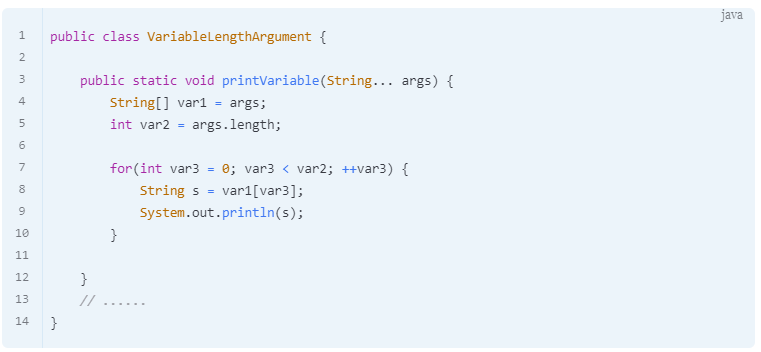 java
1 public class VariableLengthArgument {
2
3 public static void printVariable(String... args) {
4 String[] var1 = args;
5 int var2 = args.length;
6
7 for(int var3 = 0; var3 < var2; ++var3) {
8 String s = var1[var3];
9 System.out.println(s);
10 }
11
12 }
13 // ......
14 }